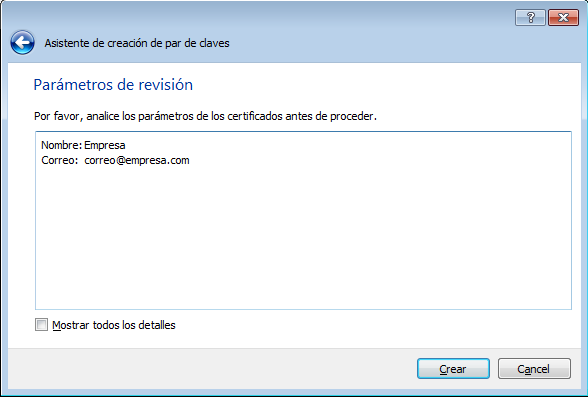 ?
Asistente de creación de par de claves
Parámetros de revisión
Por favor, analice los parámetros de los certificados antes de proceder.
Nombre: Empresa
Correo: correo@empresa.com
Mostrar todos los detalles
Crear Cancel